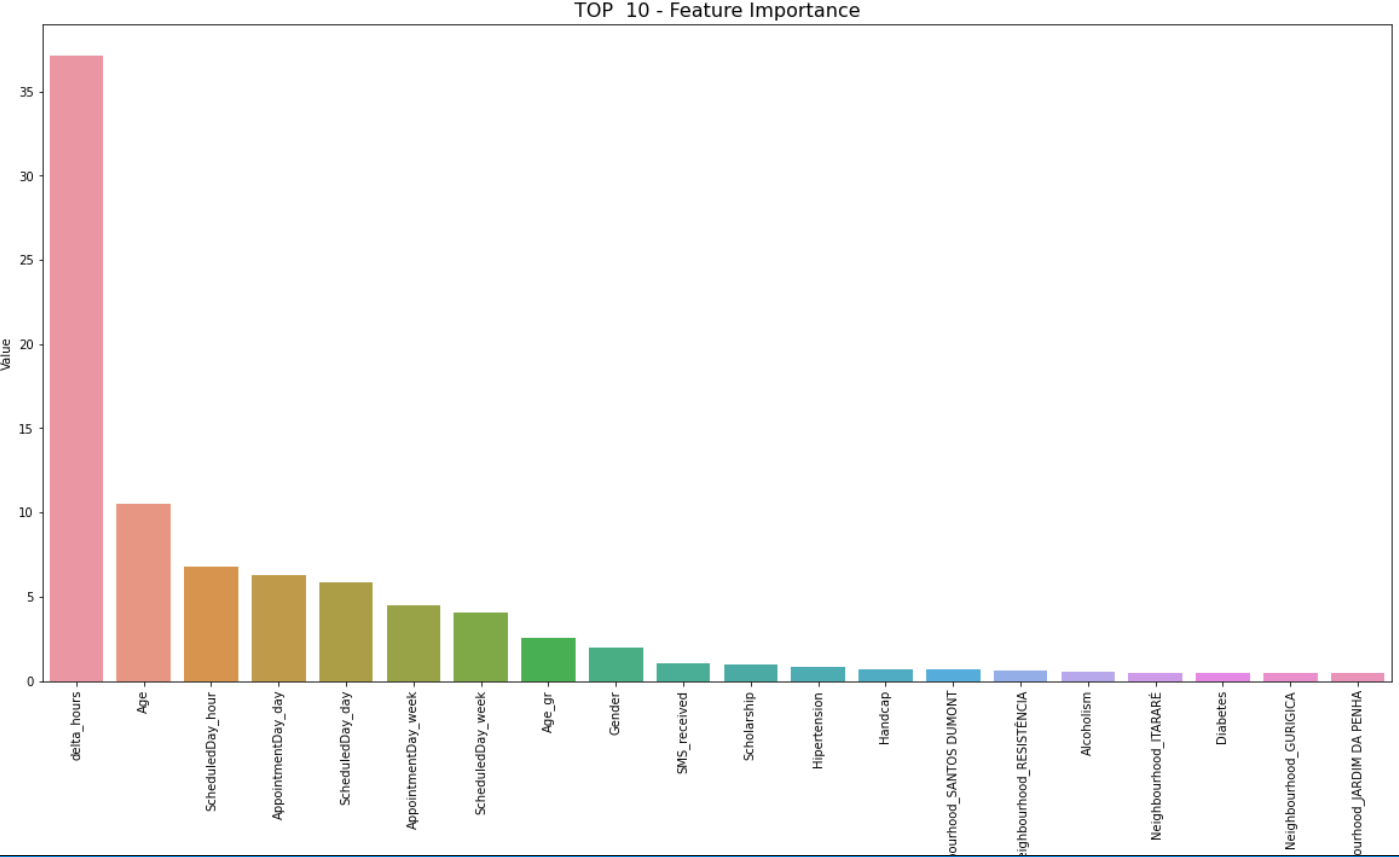 TOP 10 - Feature Importance
Value
35
30
25
20
15
10
5
0
delta_hours
Age
ScheduledDay_hour
AppointmentDay_day
ScheduledDay_day
AppointmentDay_week
ScheduledDay_week
Age_gr
Gender
SMS_received
Scholarship
Hipertension
Handcap
ourhood_SANTOS DUMONT
eighbourhood_RESISTÊNCIA
Alcoholism
Neighbourhood_ITARARÉ
Diabetes
Neighbourhood_GURIGICA
ourhood_JARDIM DA PENHA